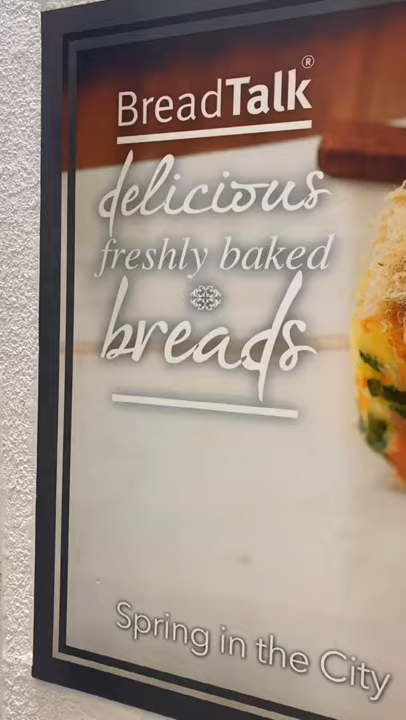 BreadTalk®
delicious
freshly baked
breads
Spring in the City